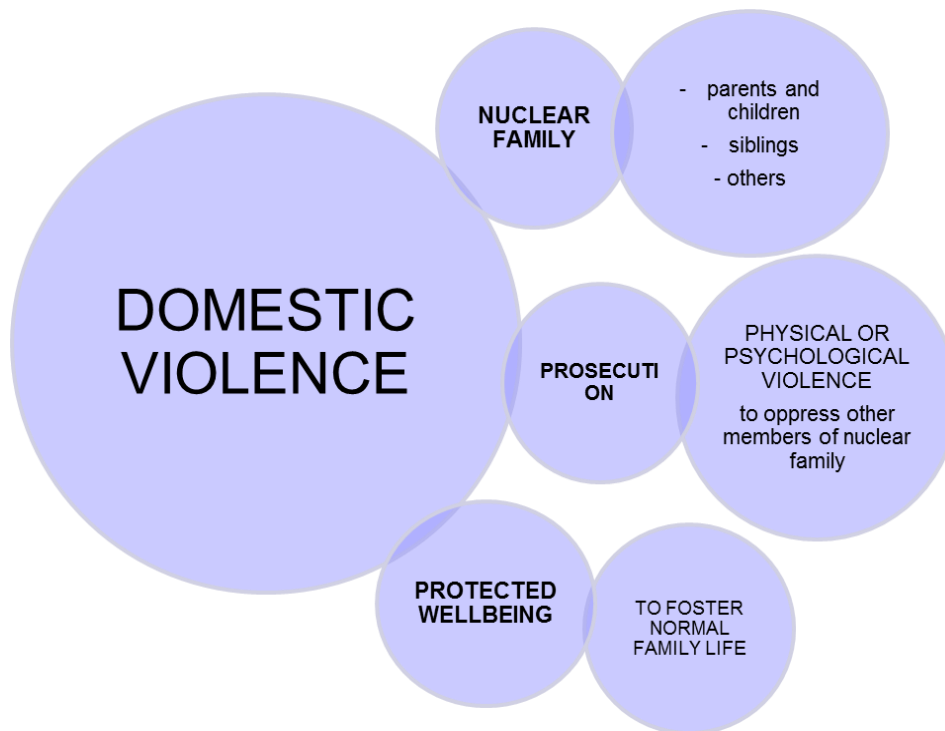 DOMESTIC
VIOLENCE
NUCLEAR
FAMILY
- parents and
children
- siblings
- others
PROSECUTI
ON
PHYSICAL OR
PSYCHOLOGICAL
VIOLENCE
to oppress other
members of nuclear
family
PROTECTED
WELLBEING
TO FOSTER
NORMAL
FAMILY LIFE